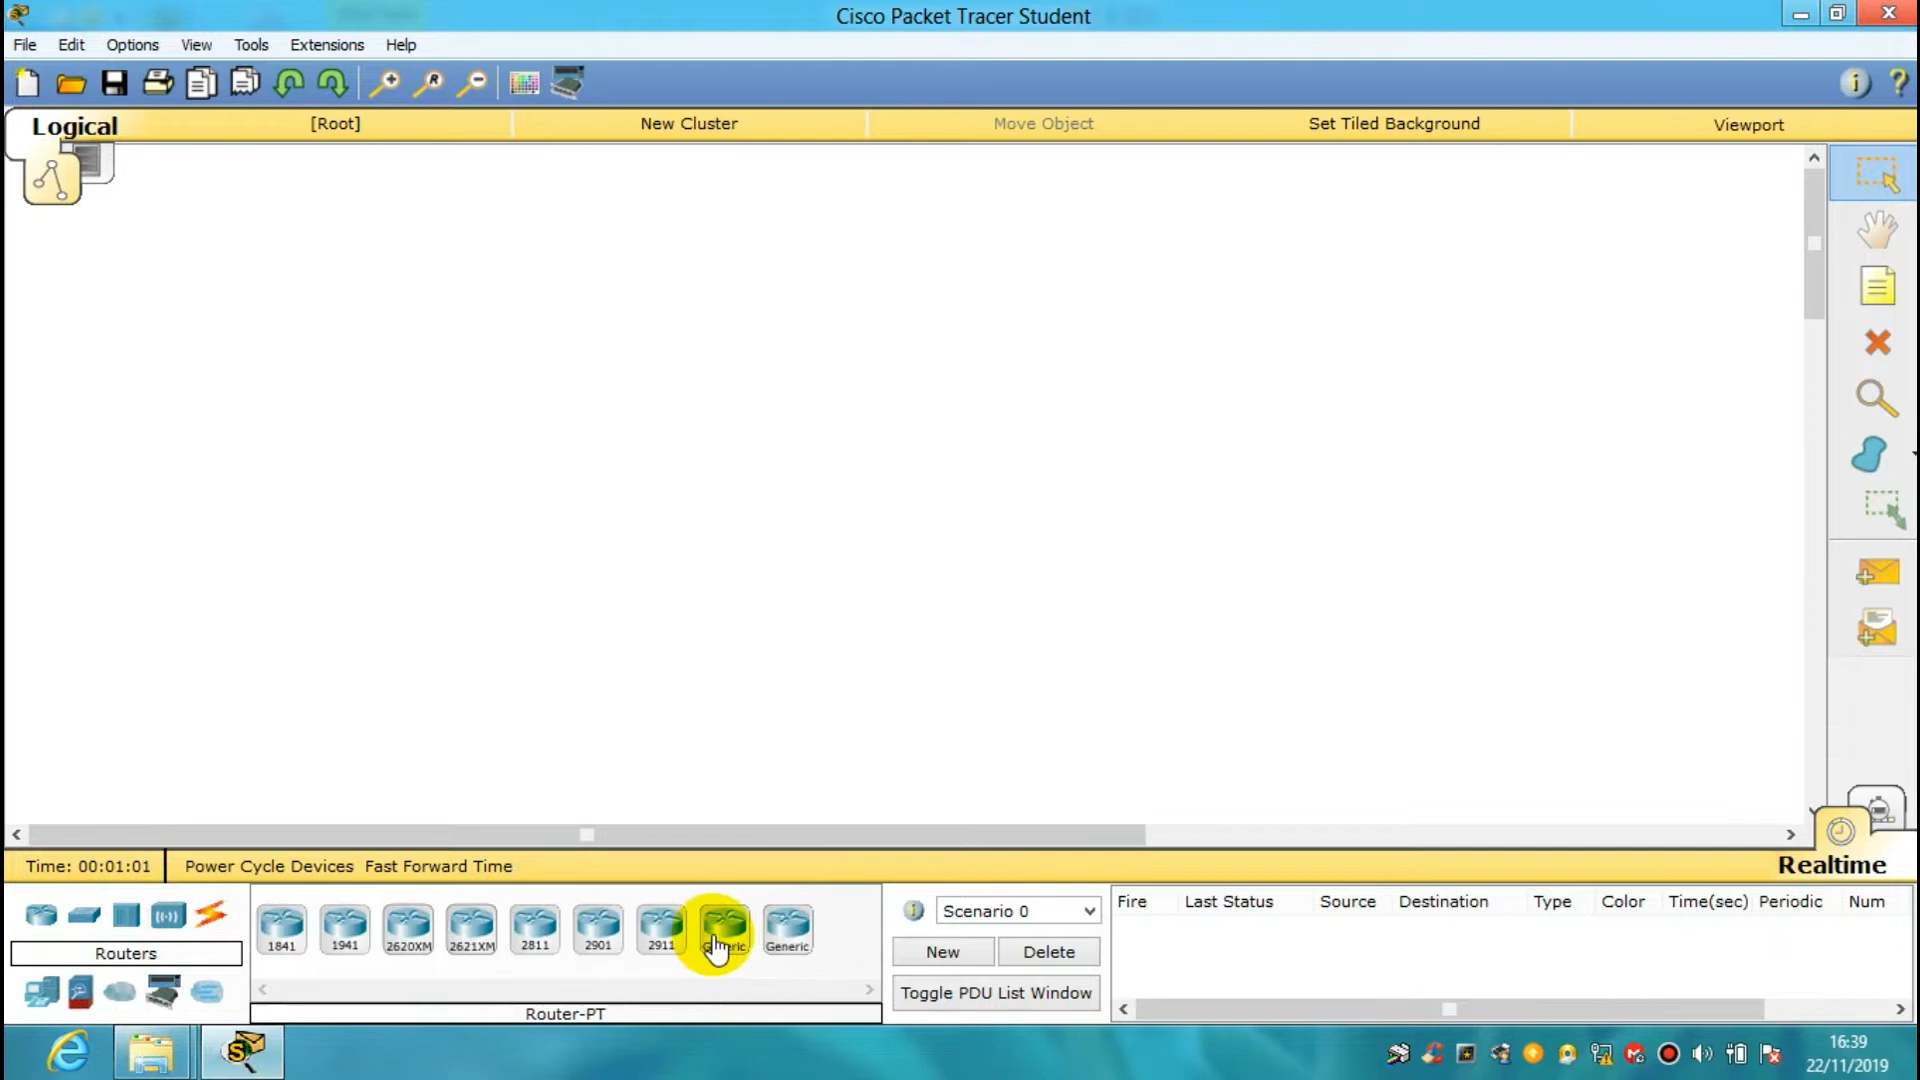 Cisco Packet Tracer Student
File Edit Options View Tools Extensions Help
Logical [Root] New Cluster Move Object Set Tiled Background Viewport
Time: 00:01:01 Power Cycle Devices Fast Forward Time Realtime
Routers
1841 1941 2620XM 2621XM 2811 2901 2911 Generic Generic
Router-PT
Scenario 0
New Delete
Toggle PDU List Window
Fire Last Status Source Destination Type Color Time(sec) Periodic Num
16:39
22/11/2019